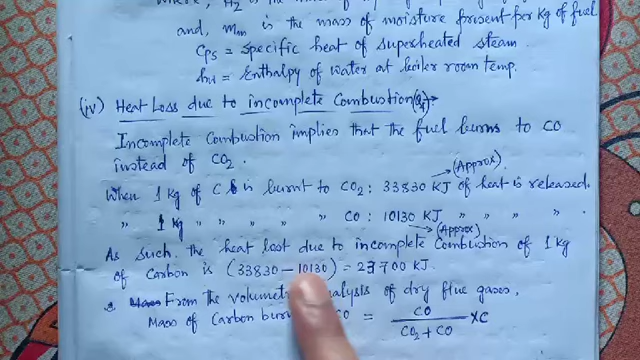 where, H2
and, Mm is the mass of moisture present per Kg of fuel
Cps = specific heat of superheated steam
hw = Enthalpy of water at boiler room temp.
(iv) Heat Loss due to incomplete Combustion
Incomplete Combustion implies that the fuel burns to CO
instead of CO2.
(Approx)
When 1 Kg of C is burnt to CO2 : 33830 KJ of heat is released.
" 1 Kg " " " " CO : 10130 KJ " " " "
(Approx)
As such, the heat lost due to incomplete Combustion of 1 Kg
of Carbon is (33830 – 10130) = 23700 KJ.
From the volumetric analysis of dry flue gases,
Mass of Carbon CO = CO / CO2 + CO × C